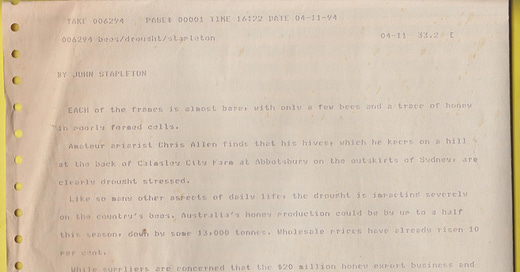 TAKE 006294 PAGE# 00001 TIME 16:22 DATE 04-11-94
006294 bees/drought/stapleton 04-11 33.2 E
BY JOHN STAPLETON
EACH of the frames is almost bare, with only a few bees and a trace of honey
in poorly formed cells.
Amateur apiarist Chris Allen finds that his hives, which he keeps on a hill
at the back of Calmsley City Farm at Abbotsbury on the outskirts of Sydney, are
clearly drought stressed.
Like so many other aspects of daily life, the drought is impacting severely
on the country's bees. Australia's honey production could be by up to a half
this season, down by some 13,000 tonnes. Wholesale prices have already risen 10
per cent.
While suppliers are concerned that the $20 million honey export business and